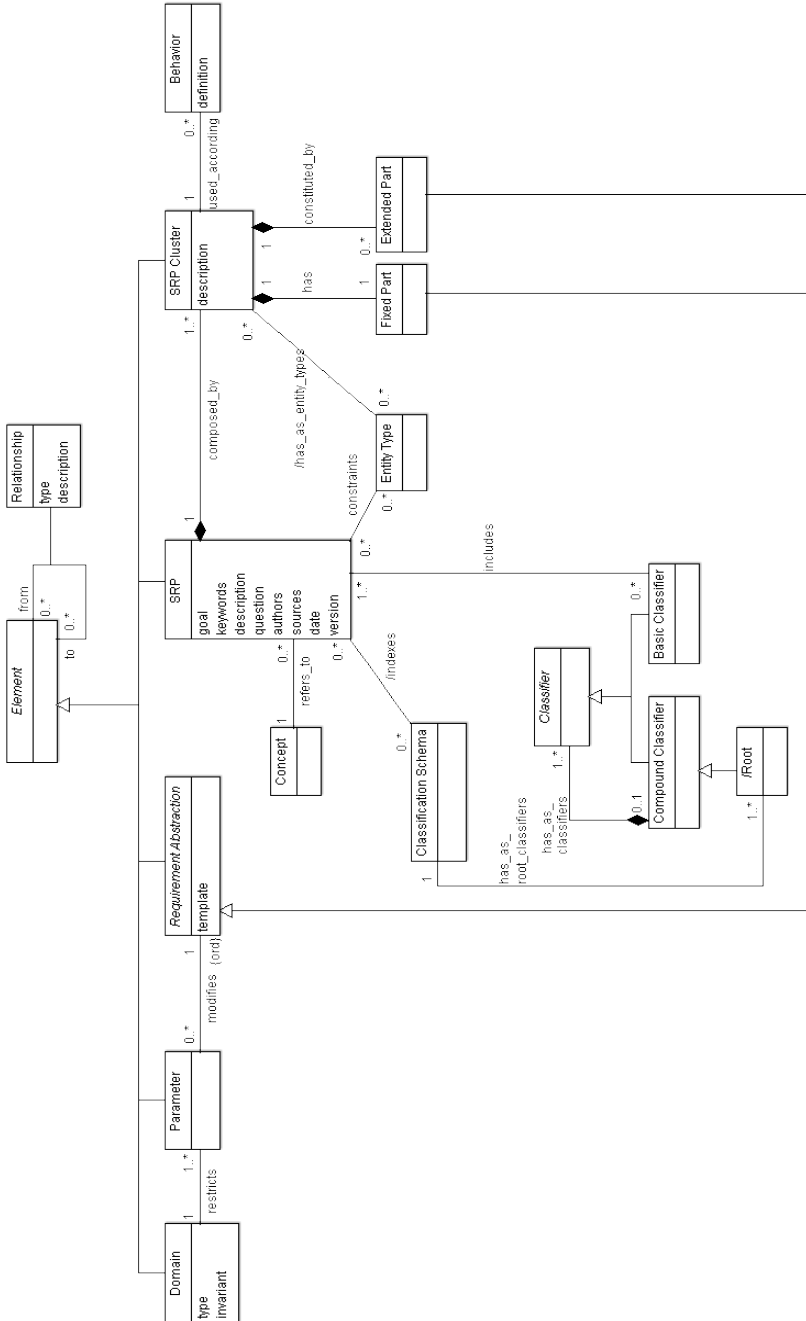 Element
from
0..*
to
0..*
Relationship
type
description
Domain
type
invariant
1
restricts
1..*
Parameter
0..*
modifies
{ord}
1
Requirement Abstraction
template
SRP
goal
keywords
description
question
authors
sources
date
version
1
composed_by
1..*
SRP Cluster
description
1
used_according
0..*
Behavior
definition
Concept
1
refers_to
0..*
0..*
/indexes
0..*
Classification Schema
1
has_as_
root_classifiers
1..*
0..*
constraints
0..*
Entity Type
0..*
/has_as_entity_types
0..*
1
has
1
Fixed Part
1
constituted_by
0..*
Extended Part
1..*
includes
0..*
Basic Classifier
Classifier
1..*
has_as_
classifiers
0..1
Compound Classifier
/Root